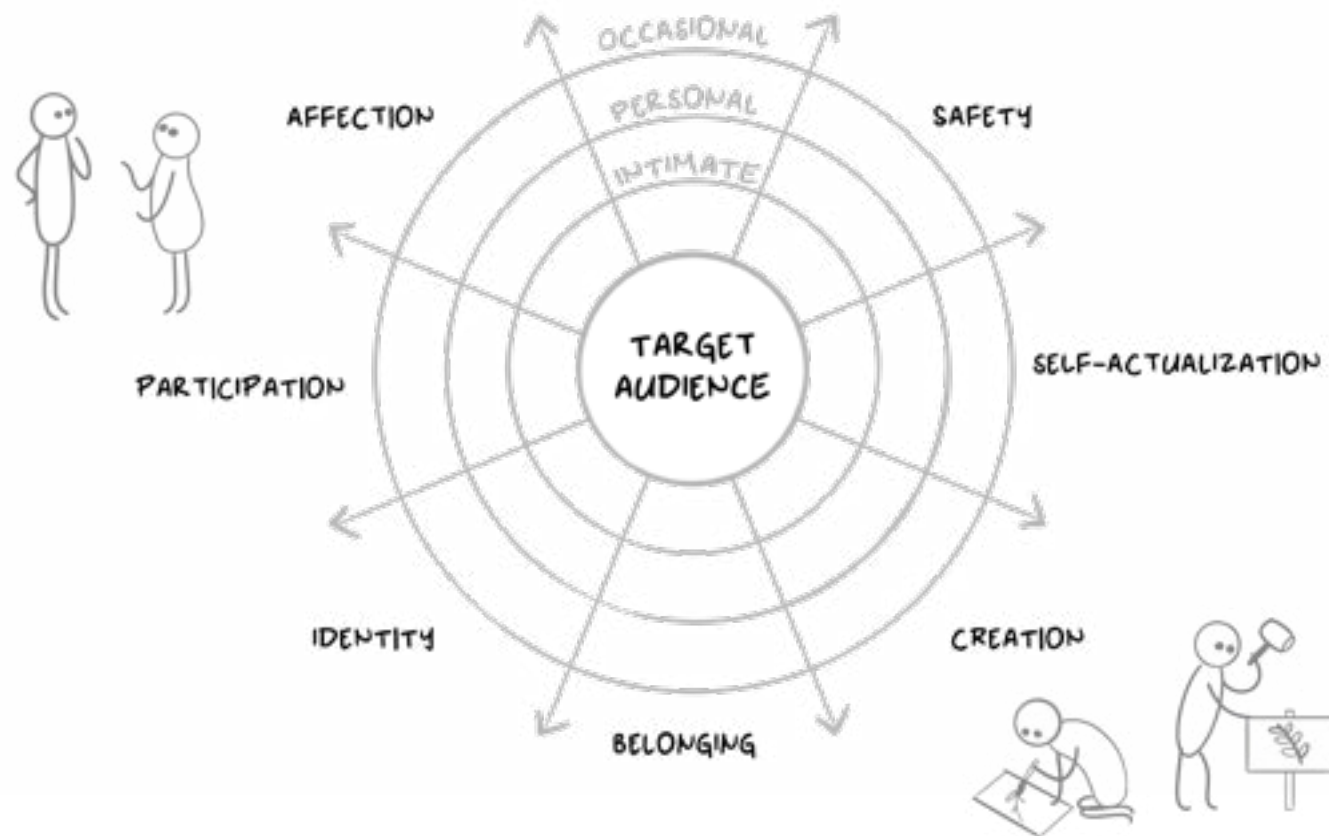 OCCASIONAL
PERSONAL
INTIMATE
AFFECTION
SAFETY
TARGET
AUDIENCE
PARTICIPATION
SELF-ACTUALIZATION
IDENTITY
CREATION
BELONGING